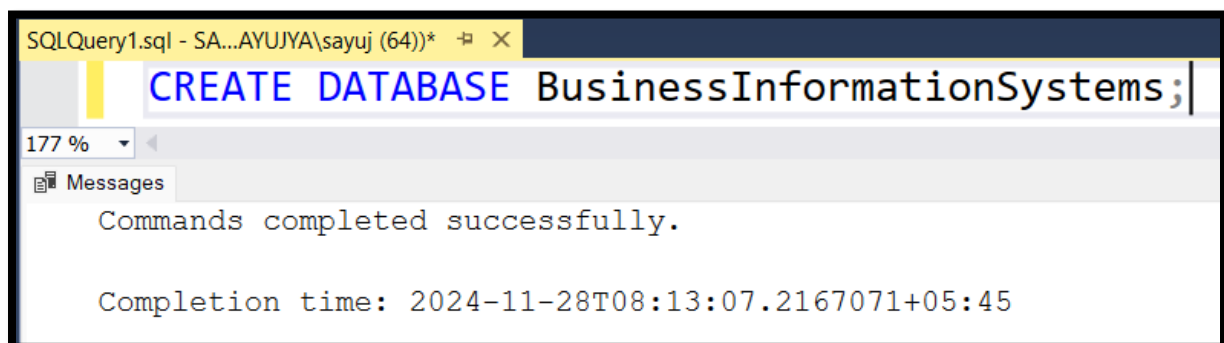 SQLQuery1.sql - SA...AYUJYA\sayuj (64))*
CREATE DATABASE BusinessInformationSystems;
177 %
Messages
Commands completed successfully.
Completion time: 2024-11-28T08:13:07.2167071+05:45